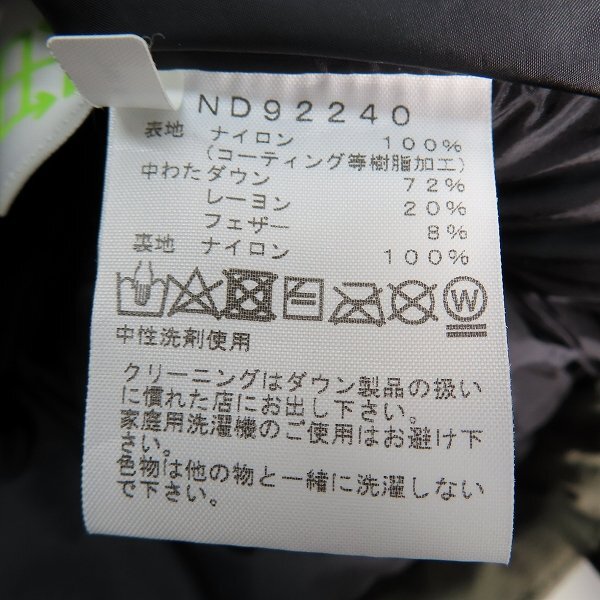 ND92240
表地 ナイロン 100%
(コーティング等樹脂加工)
中わた ダウン 72%
レーヨン 20%
フェザー 8%
裏地 ナイロン 100%
W
中性洗剤使用
クリーニングはダウン製品の扱い
に慣れた店にお出し下さい。
家庭用洗濯機のご使用はお避け下
さい。
色物は他の物と一緒に洗濯しない
で下さい。